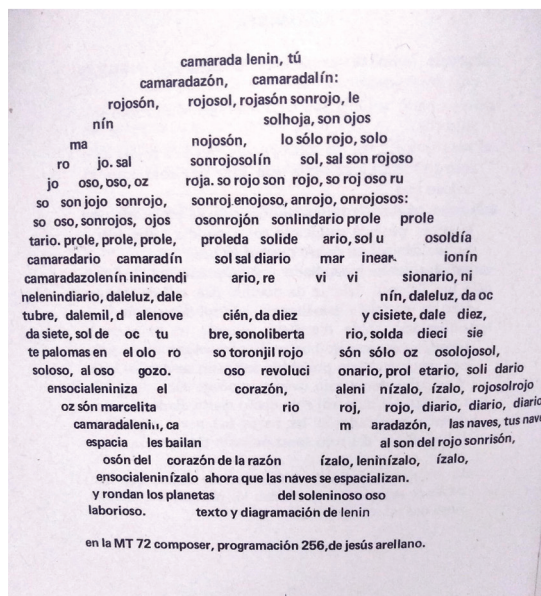 camarada lenin, tú
camaradazón, camaradalín:
rojosón, rojosol, rojasón sonrojo, le
nín solhoja, son ojos
ma nojosón, lo sólo rojo, solo
ro jo. sal sonrojosolín sol, sal son rojoso
jo oso, oso, oz roja. so rojo son rojo, so roj oso ru
so son jojo sonrojo, sonroj.enojoso, anrojo, onrojosos:
so oso, sonrojos, ojos osonrojón sonlindario prole prole
tario. prole, prole, prole, proleda solide ario, sol u osoldía
camaradario camaradín sol sal diario mar inear ionín
camaradazolenín inincendi ario, re vi vi sionario, ni
nelenindiario, daleluz, dale nín, daleluz, da oc
tubre, dalemil, d alenove cién, da diez y cisiete, dale diez,
da siete, sol de oc tu bre, sonoliberta rio, solda dieci sie
te palomas en el olo ro so toronjil rojo són sólo oz osolojosol,
soloso, al oso gozo. oso revoluci onario, prol etario, soli dario
ensocialeniniza el corazón, aleni nízalo, ízalo, rojosolrojo
oz són marcelita rio roj, rojo, diario, diario, diario
camaradalenin, ca m aradazón, las naves, tus nave
espacia les bailan al son del rojo sonrisón,
osón del corazón de la razón ízalo, leninízalo, ízalo,
ensocialeninízalo ahora que las naves se espacializan.
y rondan los planetas del soleninoso oso
laborioso. texto y diagramación de lenin
en la MT 72 composer, programación 256,de jesús arellano.